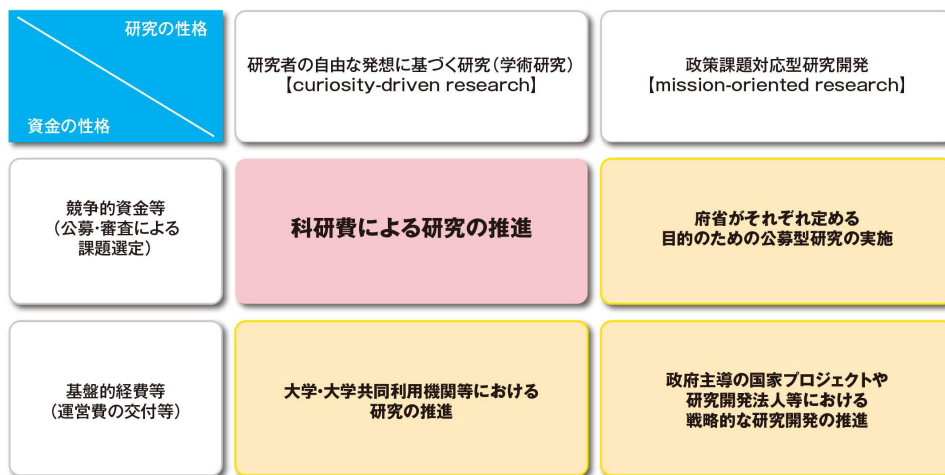 研究の性格
資金の性格
研究者の自由な発想に基づく研究(学術研究)
【curiosity-driven research】
政策課題対応型研究開発
【mission-oriented research】
競争的資金等
(公募・審査による
課題選定)
科研費による研究の推進
府省がそれぞれ定める
目的のための公募型研究の実施
基盤的経費等
(運営費の交付等)
大学・大学共同利用機関等における
研究の推進
政府主導の国家プロジェクトや
研究開発法人等における
戦略的な研究開発の推進